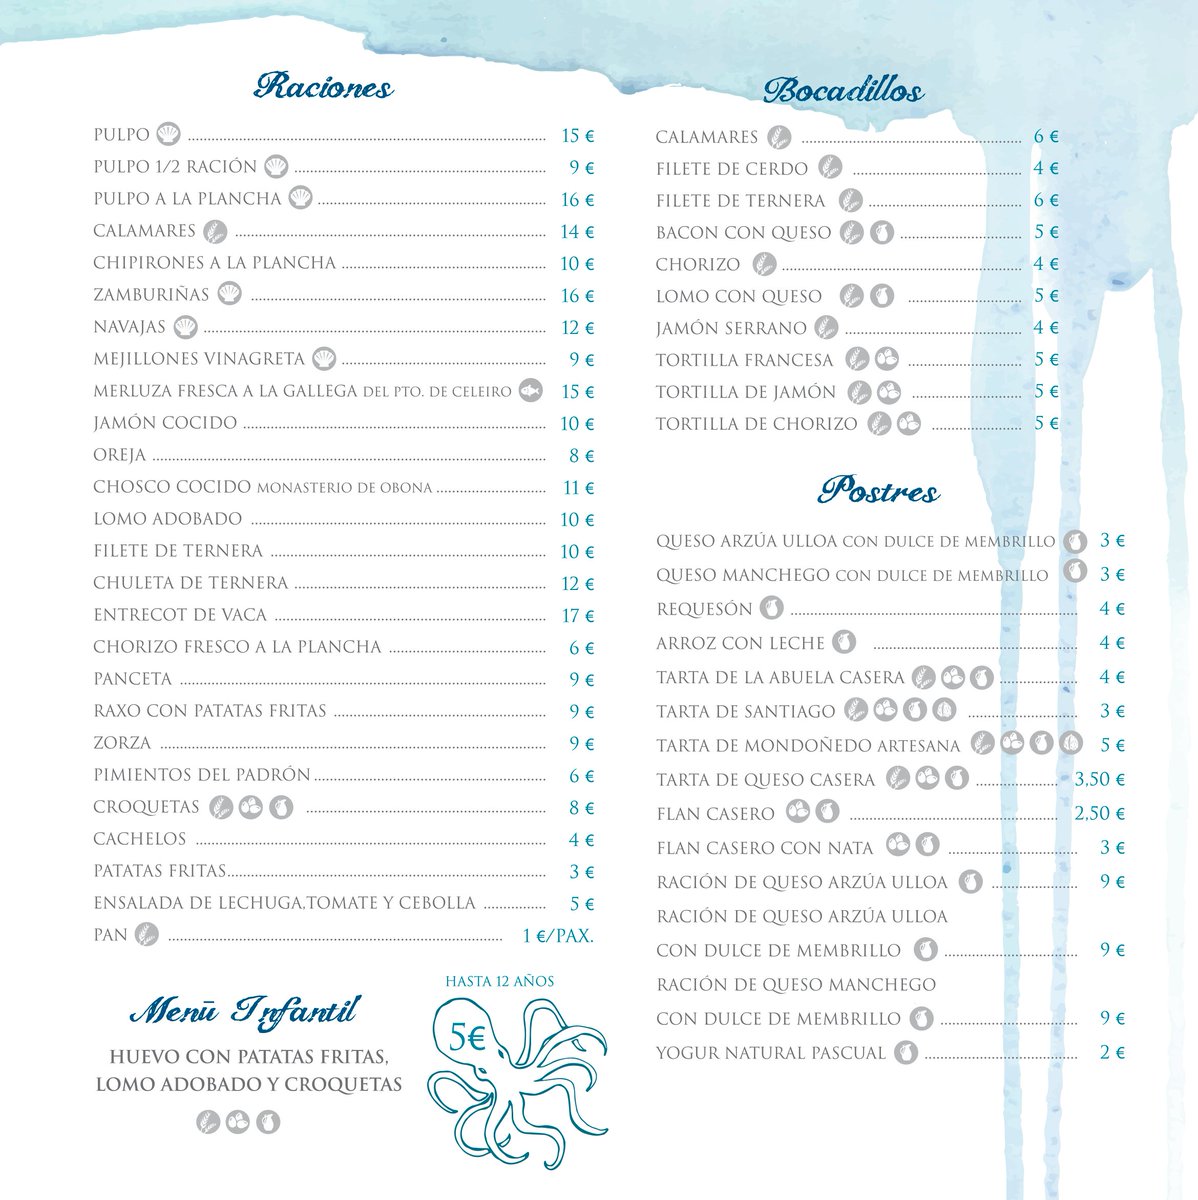 Raciones
PULPO 15 €
PULPO 1/2 RACIÓN 9 €
PULPO A LA PLANCHA 16 €
CALAMARES 14 €
CHIPIRONES A LA PLANCHA 10 €
ZAMBURIÑAS 16 €
NAVAJAS 12 €
MEJILLONES VINAGRETA 9 €
MERLUZA FRESCA A LA GALLEGA DEL PTO. DE CELEIRO 15 €
JAMÓN COCIDO 10 €
OREJA 8 €
CHOSCO COCIDO MONASTERIO DE OBONA 11 €
LOMO ADOBADO 10 €
FILETE DE TERNERA 10 €
CHULETA DE TERNERA 12 €
ENTRECOT DE VACA 17 €
CHORIZO FRESCO A LA PLANCHA 6 €
PANCETA 9 €
RAXO CON PATATAS FRITAS 9 €
ZORZA 9 €
PIMIENTOS DEL PADRÓN 6 €
CROQUETAS 8 €
CACHELOS 4 €
PATATAS FRITAS 3 €
ENSALADA DE LECHUGA,TOMATE Y CEBOLLA 5 €
PAN 1 €/PAX.
Menū Infantil
HUEVO CON PATATAS FRITAS,
LOMO ADOBADO Y CROQUETAS
HASTA 12 AÑOS
5€
Bocadillos
CALAMARES 6 €
FILETE DE CERDO 4 €
FILETE DE TERNERA 6 €
BACON CON QUESO 5 €
CHORIZO 4 €
LOMO CON QUESO 5 €
JAMÓN SERRANO 4 €
TORTILLA FRANCESA 5 €
TORTILLA DE JAMÓN 5 €
TORTILLA DE CHORIZO 5 €
Postres
QUESO ARZÚA ULLOA CON DULCE DE MEMBRILLO 3 €
QUESO MANCHEGO CON DULCE DE MEMBRILLO 3 €
REQUESÓN 4 €
ARROZ CON LECHE 4 €
TARTA DE LA ABUELA CASERA 4 €
TARTA DE SANTIAGO 3 €
TARTA DE MONDOÑEDO ARTESANA 5 €
TARTA DE QUESO CASERA 3,50 €
FLAN CASERO 2,50 €
FLAN CASERO CON NATA 3 €
RACIÓN DE QUESO ARZÚA ULLOA 9 €
RACIÓN DE QUESO ARZÚA ULLOA
CON DULCE DE MEMBRILLO 9 €
RACIÓN DE QUESO MANCHEGO
CON DULCE DE MEMBRILLO 9 €
YOGUR NATURAL PASCUAL 2 €